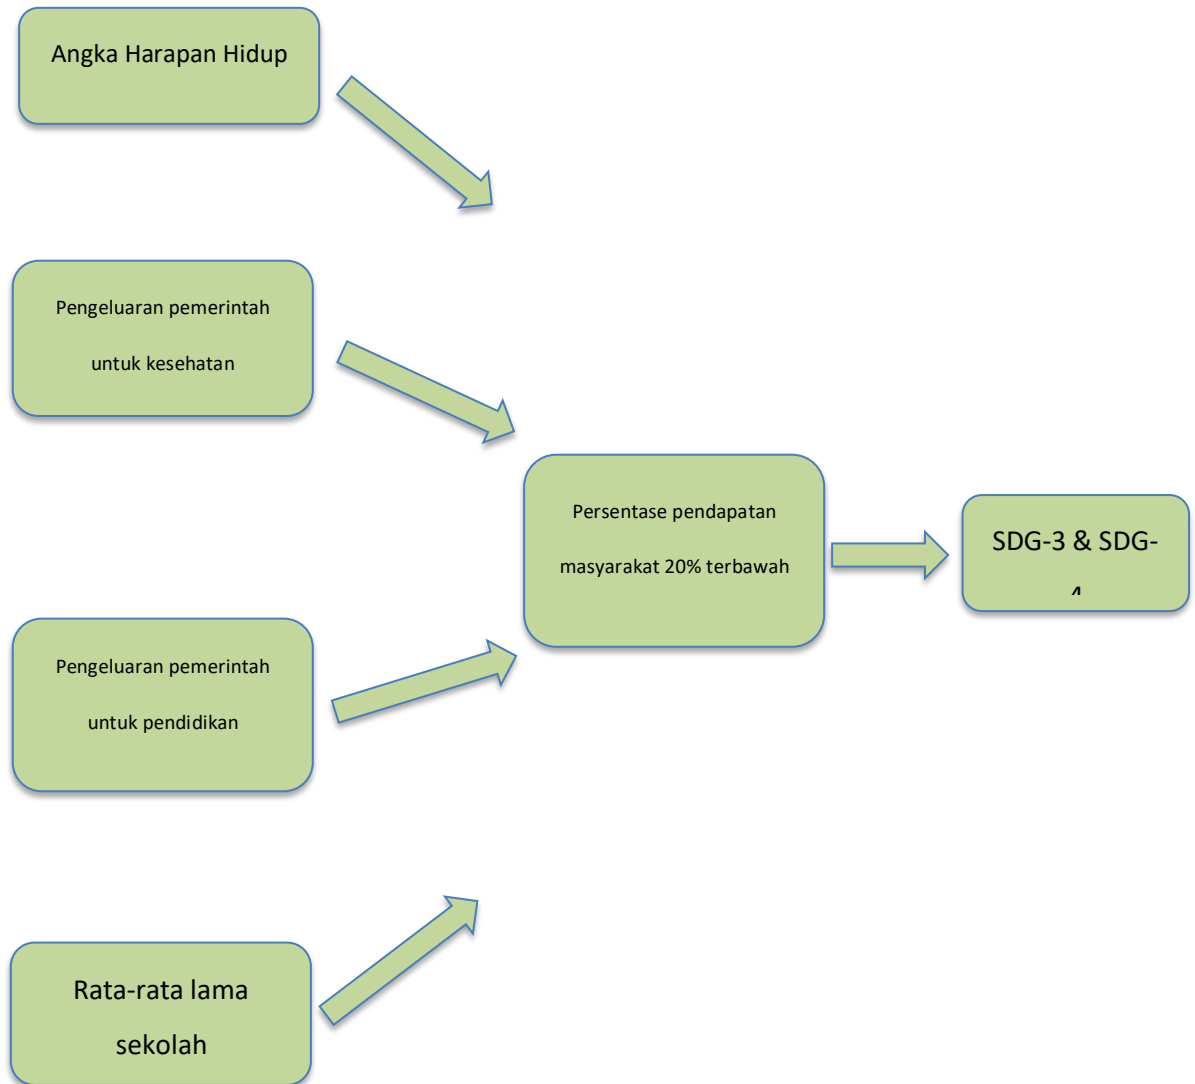 Angka Harapan Hidup
Pengeluaran pemerintah
untuk kesehatan
Persentase pendapatan
masyarakat 20% terbawah
SDG-3 & SDG-
Pengeluaran pemerintah
untuk pendidikan
Rata-rata lama
sekolah